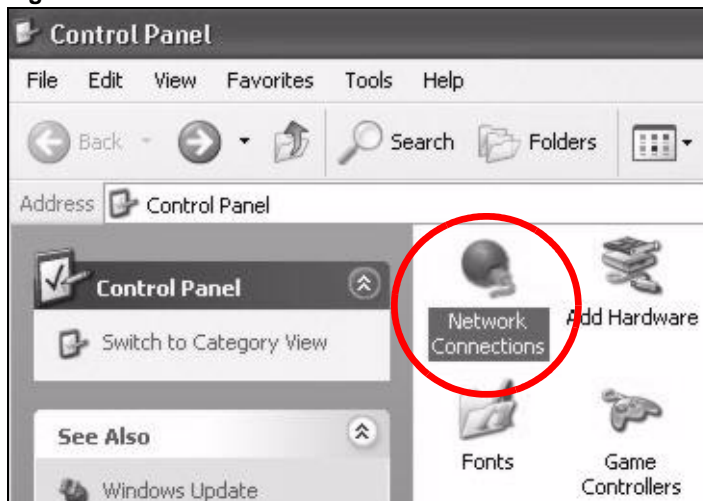 Control Panel
File Edit View Favorites Tools Help
Back Search Folders
Address Control Panel
Control Panel
Switch to Category View
See Also
Windows Update
Network Connections
Add Hardware
Fonts
Game Controllers